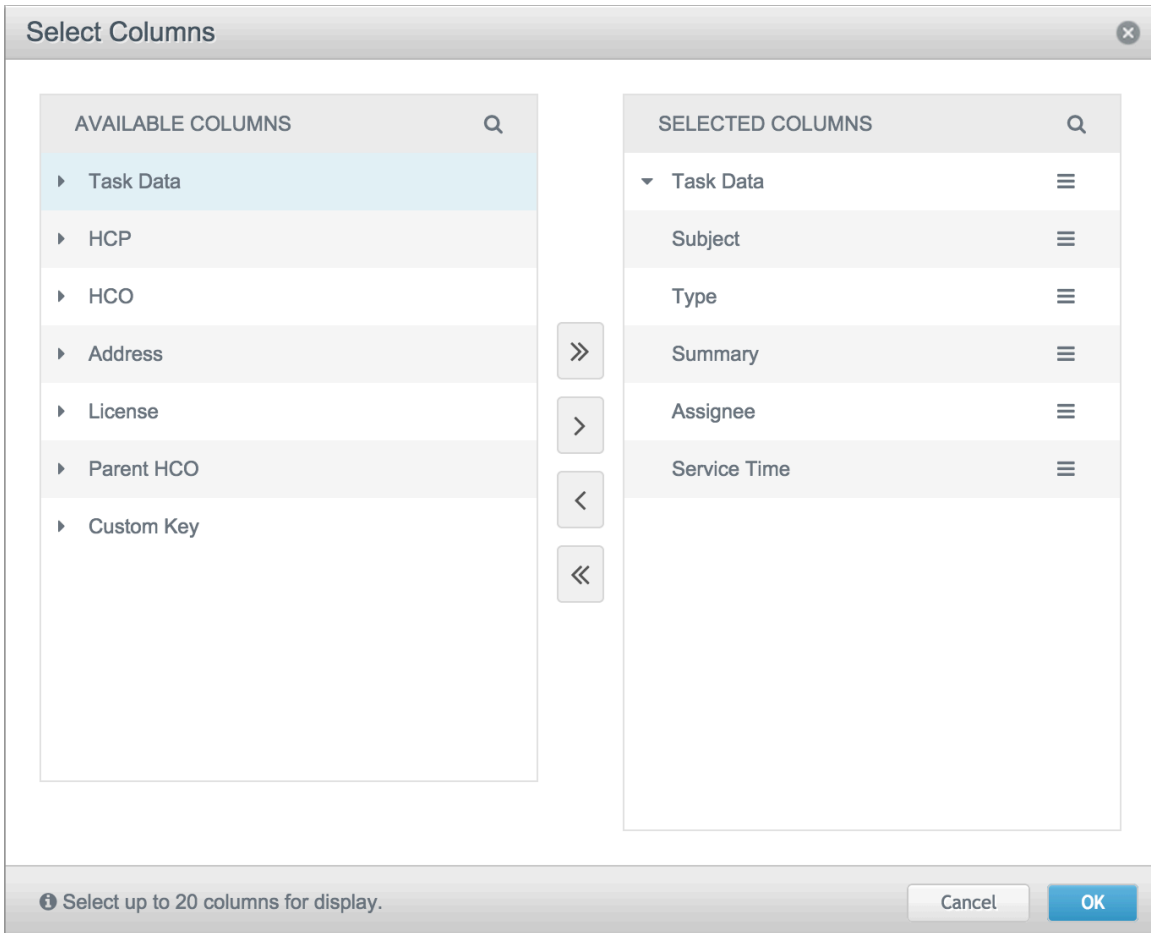 Select Columns
AVAILABLE COLUMNS
Task Data
HCP
HCO
Address
License
Parent HCO
Custom Key
SELECTED COLUMNS
Task Data
Subject
Type
Summary
Assignee
Service Time
Select up to 20 columns for display.
Cancel
OK